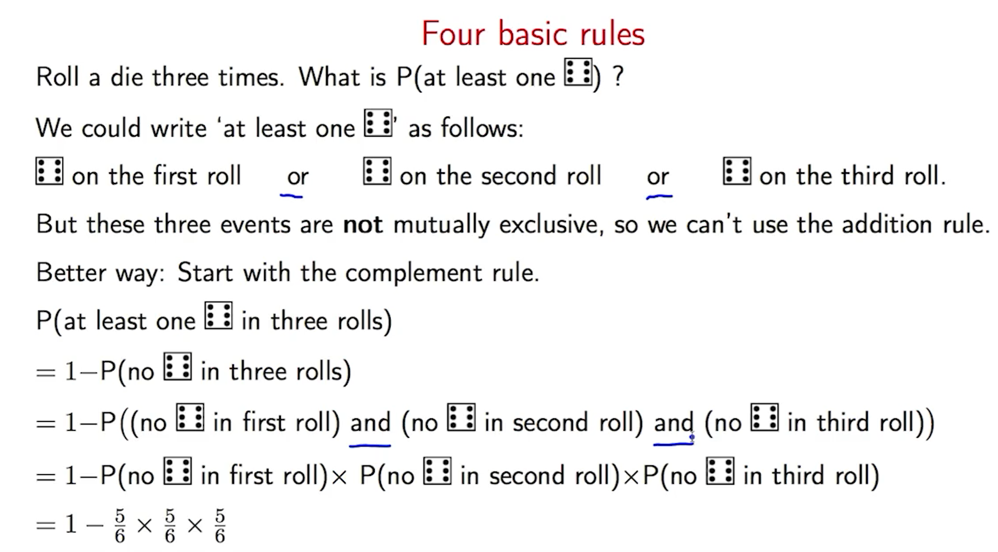 Four basic rules
Roll a die three times. What is P(at least one ⚅) ?
We could write ‘at least one ⚅’ as follows:
⚅ on the first roll or ⚅ on the second roll or ⚅ on the third roll.
But these three events are not mutually exclusive, so we can't use the addition rule.
Better way: Start with the complement rule.
P(at least one ⚅ in three rolls)
= 1−P(no ⚅ in three rolls)
= 1−P((no ⚅ in first roll) and (no ⚅ in second roll) and (no ⚅ in third roll))
= 1−P(no ⚅ in first roll)× P(no ⚅ in second roll)×P(no ⚅ in third roll)
= 1 − 5/6 × 5/6 × 5/6